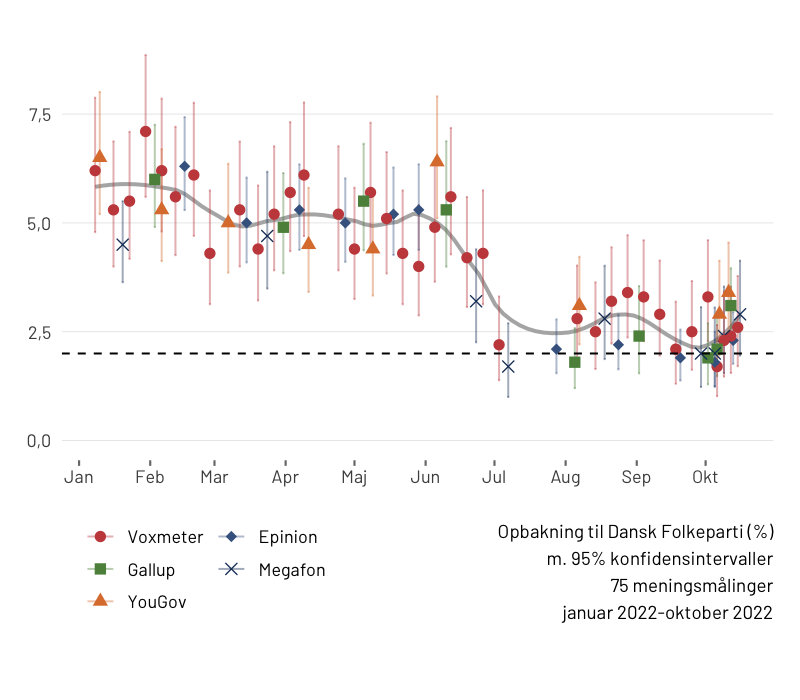 7,5
5,0
2,5
0,0
Jan Feb Mar Apr Maj Jun Jul Aug Sep Okt
Voxmeter Epinion
Gallup Megafon
YouGov
Opbakning til Dansk Folkeparti (%)
m. 95% konfidensintervaller
75 meningsmålinger
januar 2022-oktober 2022